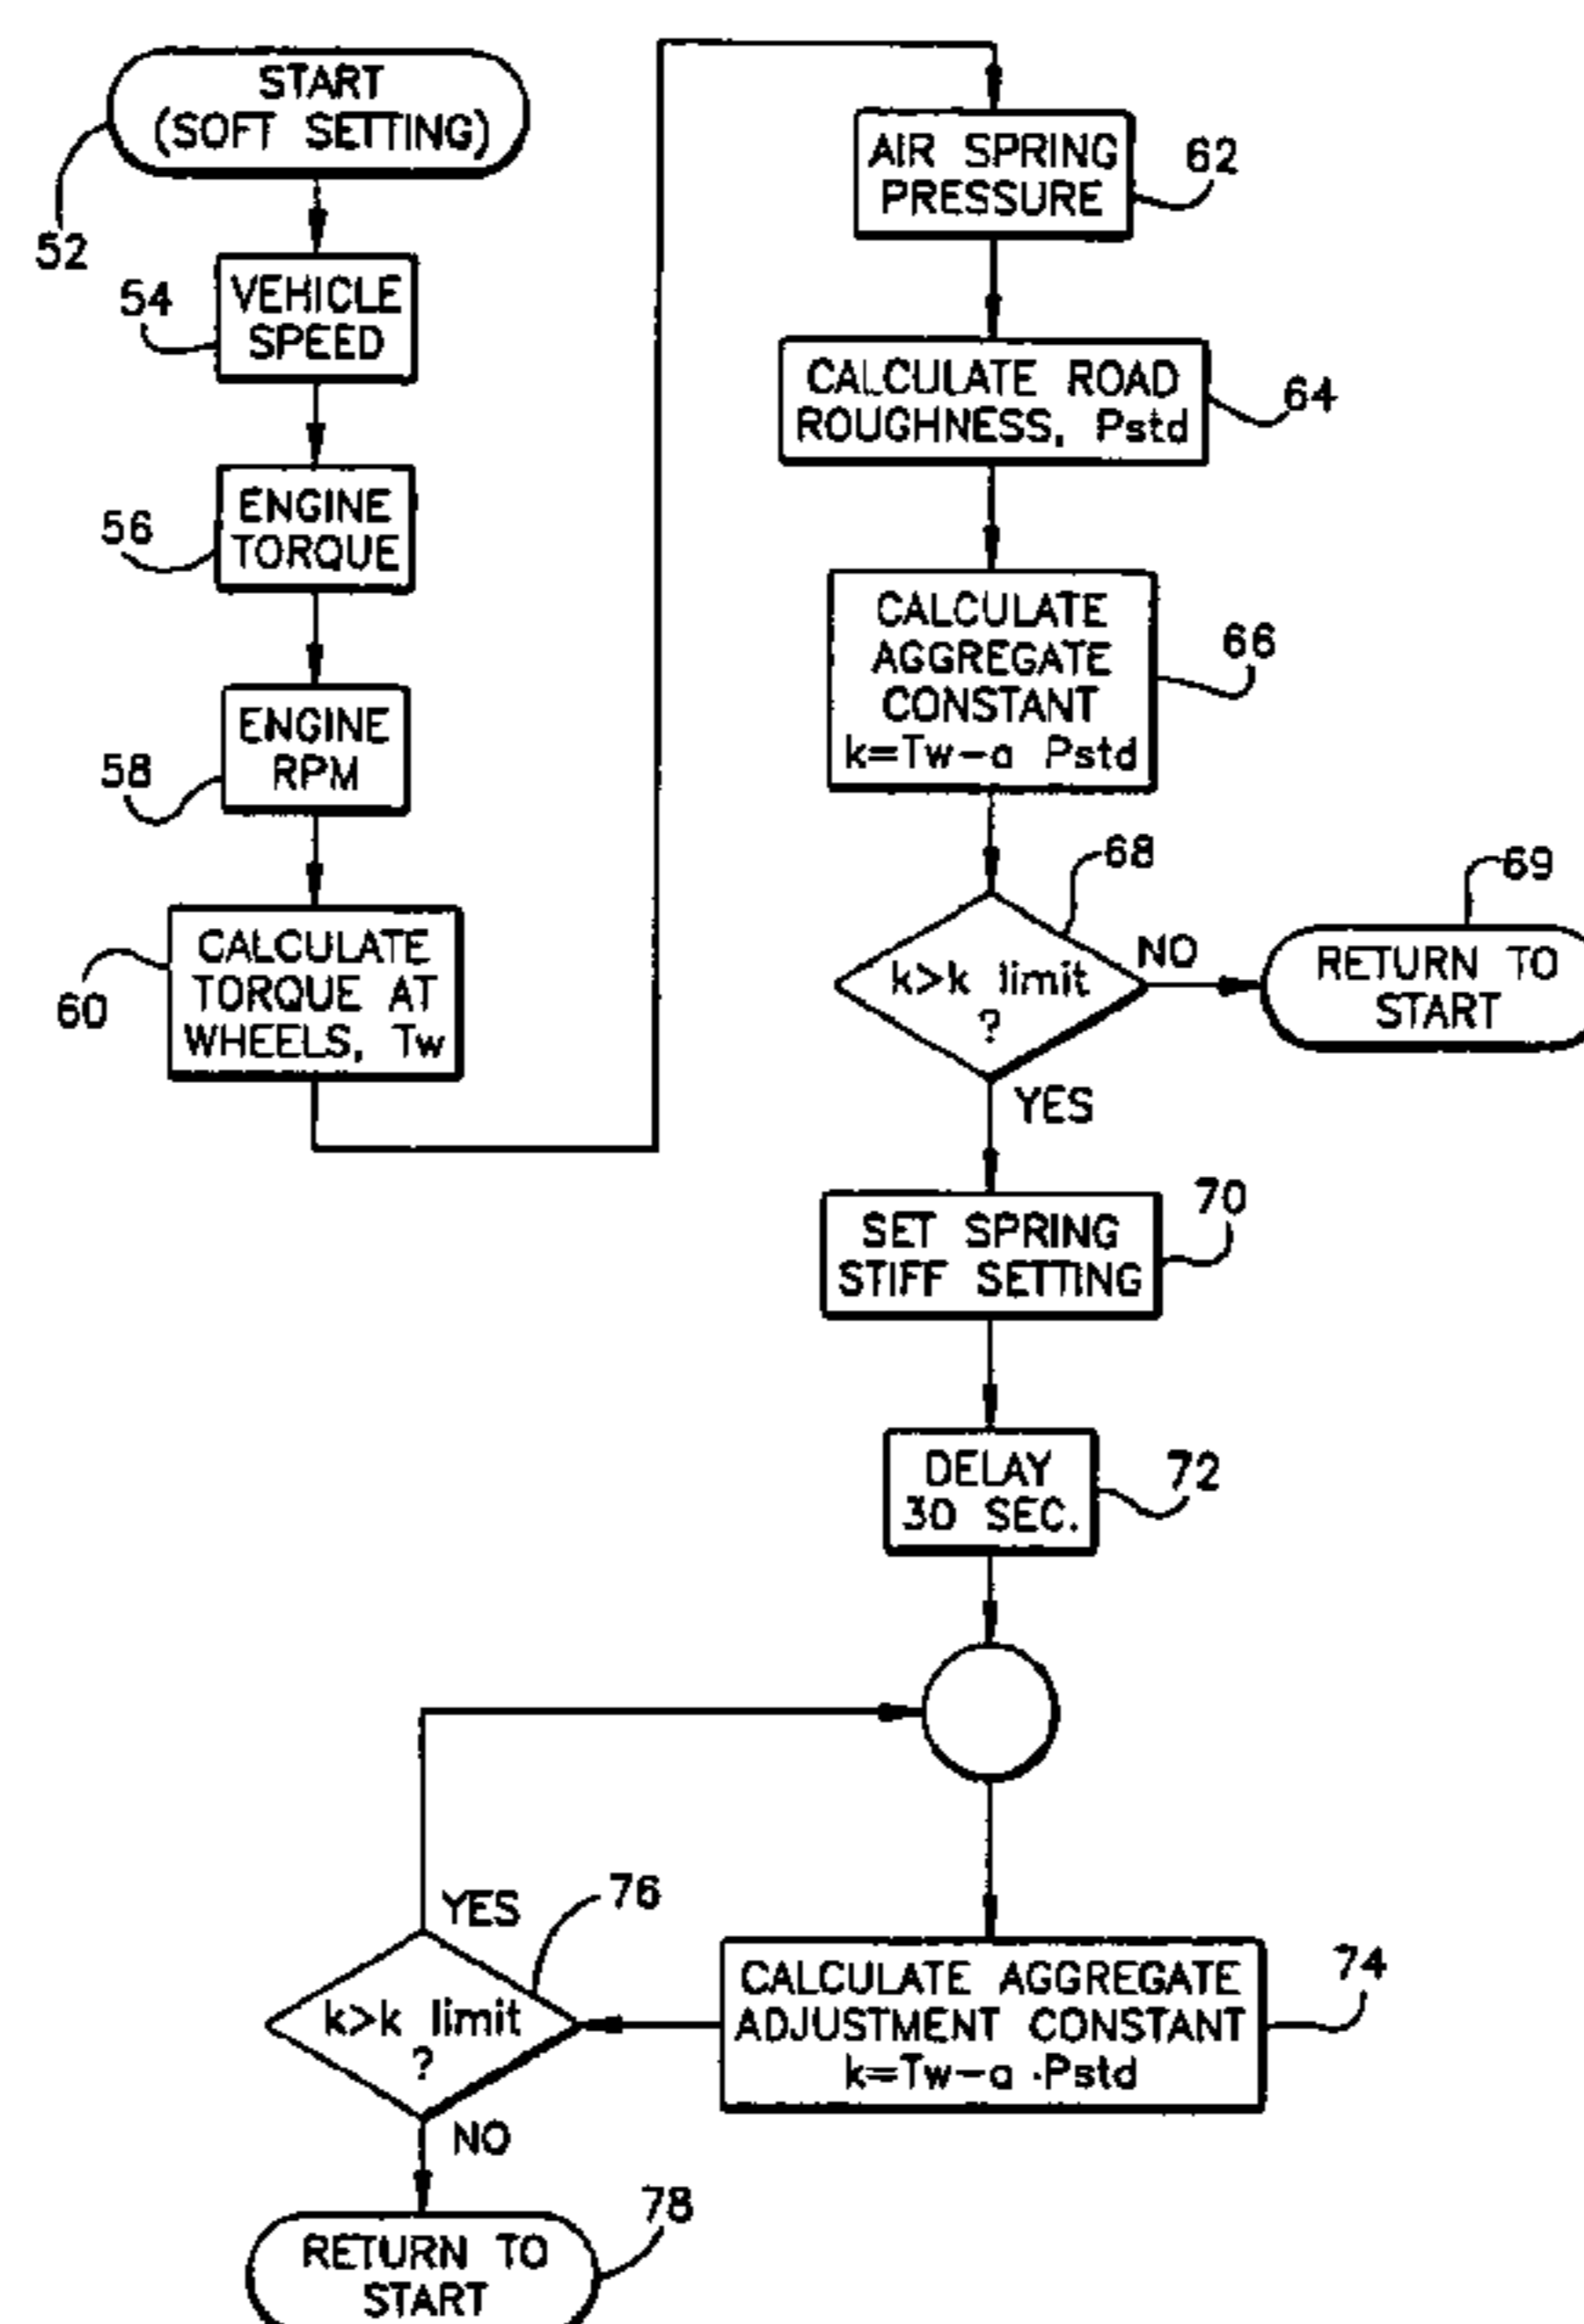 START
(SOFT SETTING)
52
54
VEHICLE
SPEED
56
ENGINE
TORQUE
58
ENGINE
RPM
60
CALCULATE
TORQUE AT
WHEELS, Tw
AIR SPRING
PRESSURE
62
CALCULATE ROAD
ROUGHNESS, Pstd
64
CALCULATE
AGGREGATE
CONSTANT
k=Tw-a Pstd
66
68
k>k limit
?
NO
69
RETURN TO
START
YES
SET SPRING
STIFF SETTING
70
DELAY
30 SEC.
72
CALCULATE AGGREGATE
ADJUSTMENT CONSTANT
k=Tw-a ·Pstd
74
YES
76
k>k limit
?
NO
RETURN TO
START
78